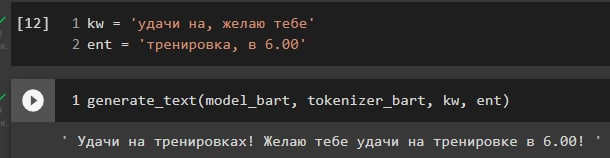 [12] 1 kw = 'удачи на, желаю тебе'
2 ent = 'тренировка, в 6.00'
1 generate_text(model_bart, tokenizer_bart, kw, ent)
' Удачи на тренировках! Желаю тебе удачи на тренировке в 6.00! '